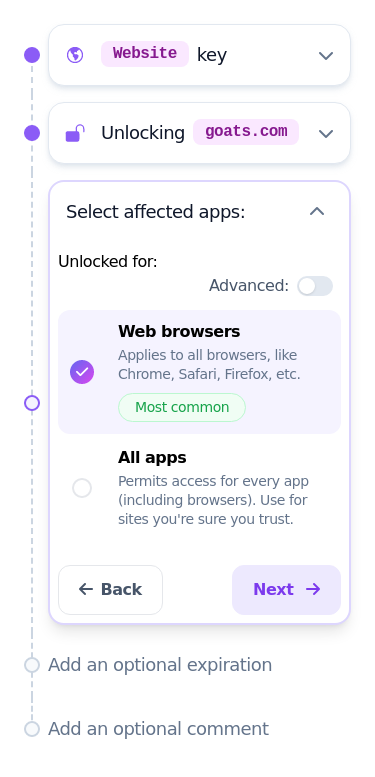 Website key
Unlocking goats.com
Select affected apps:
Unlocked for:
Advanced:
Web browsers
Applies to all browsers, like
Chrome, Safari, Firefox, etc.
Most common
All apps
Permits access for every app
(including browsers). Use for
sites you're sure you trust.
Back Next
Add an optional expiration
Add an optional comment